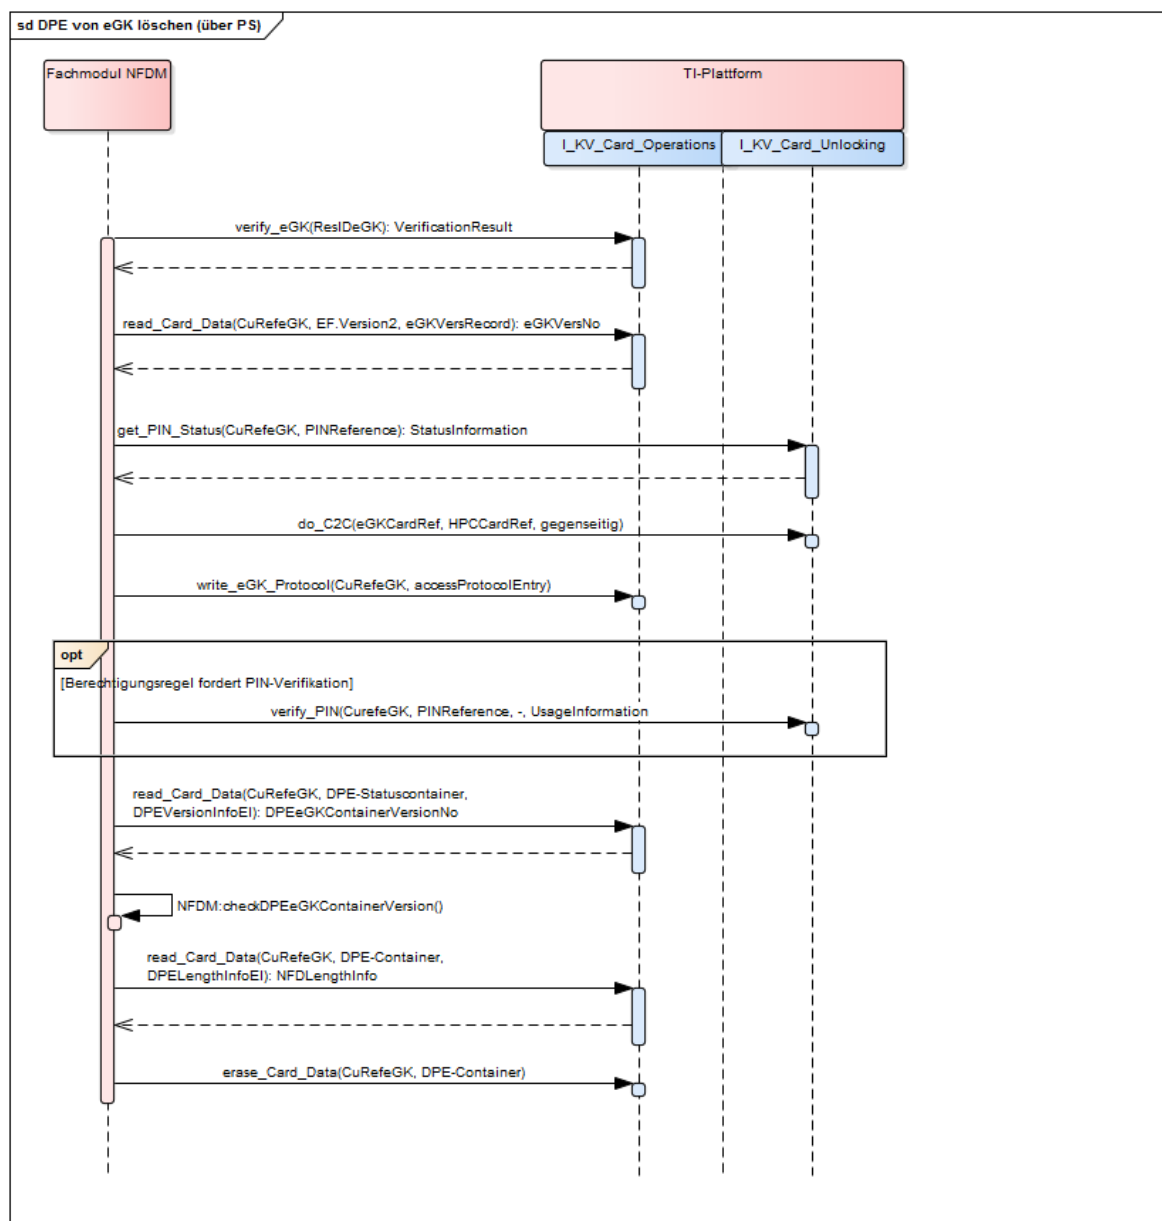 sd DPE von eGK löschen (über PS)
Fachmodul NFDM
TI-Plattform
I_KV_Card_Operations
I_KV_Card_Unlocking
verify_eGK(ResIDeGK): VerificationResult
read_Card_Data(CuRefeGK, EF.Version2, eGKVersRecord): eGKVersNo
get_PIN_Status(CuRefeGK, PINReference): StatusInformation
do_C2C(eGKCardRef, HPCCardRef, gegenseitig)
write_eGK_Protocol(CuRefeGK, accessProtocolEntry)
opt
[Berechtigungsregel fordert PIN-Verifikation]
verify_PIN(CurefeGK, PINReference, -, UsageInformation
read_Card_Data(CuRefeGK, DPE-Statuscontainer,
DPEVersionInfoEI): DPEeGKContainerVersionNo
NFDM:checkDPEeGKContainerVersion()
read_Card_Data(CuRefeGK, DPE-Container,
DPELengthInfoEI): NFDLengthInfo
erase_Card_Data(CuRefeGK, DPE-Container)